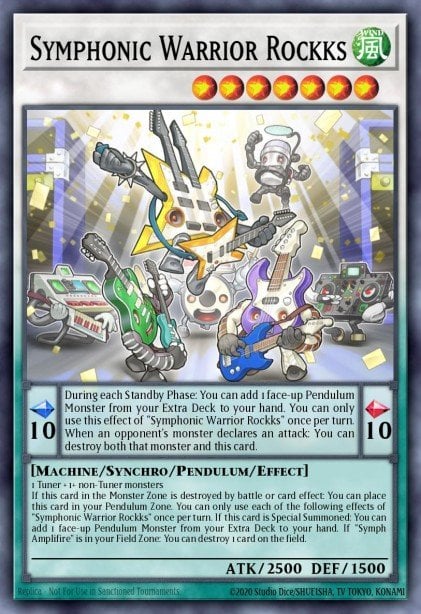 SYMPHONIC WARRIOR ROCKKS
WIND
風
During each Standby Phase: You can add 1 face-up Pendulum
Monster from your Extra Deck to your hand. You can only
use this effect of "Symphonic Warrior Rockks" once per turn.
When an opponent's monster declares an attack: You can
destroy both that monster and this card.
10
10
[MACHINE/SYNCHRO/PENDULUM/EFFECT]
1 Tuner + 1+ non-Tuner monsters
If this card in the Monster Zone is destroyed by battle or card effect: You can place
this card in your Pendulum Zone. You can only use each of the following effects of
"Symphonic Warrior Rockks" once per turn. If this card is Special Summoned: You can
add 1 face-up Pendulum Monster from your Extra Deck to your hand. If "Symph
Amplifire" is in your Field Zone: You can destroy 1 card on the field.
ATK/2500 DEF/1500
Replica - Not For Use in Sanctioned Tournaments
©2020 Studio Dice/SHUEISHA, TV TOKYO, KONAMI